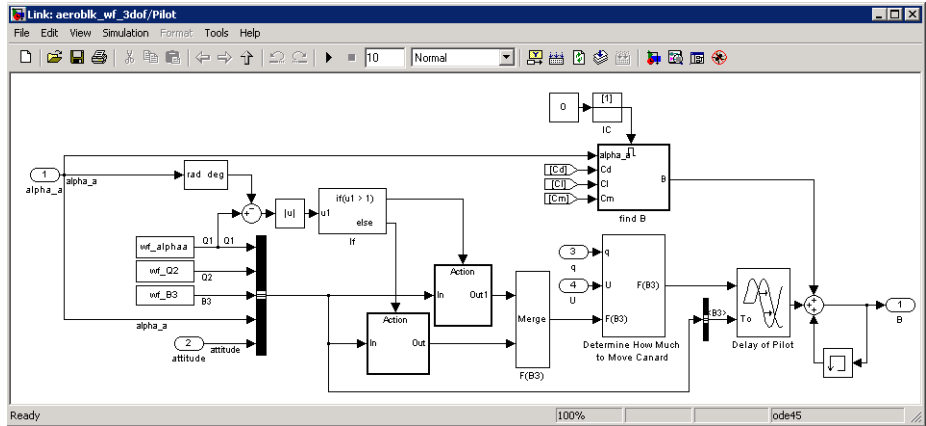 Link: aeroblk_wf_3dof/Pilot
File Edit View Simulation Format Tools Help
10 Normal
0 [1]
IC
1 alpha_a
alpha_a
rad deg
alpha_a
[Cd] Cd
[Cl] Cl
[Cm] Cm
B
find B
+ -
|u|
u1 if(u1 > 1)
else
If
wf_alphaa Q1 Q1
wf_Q2 Q2
wf_B3 B3
alpha_a
2 attitude
attitude
Action
In Out1
Action
In Out
Merge
F(B3)
3 q
q
4 U
U
F(B3)
F(B3)
Determine How Much
to Move Canard
<B3>
To
Delay of Pilot
+ + +
1
B
Ready 100% ode45